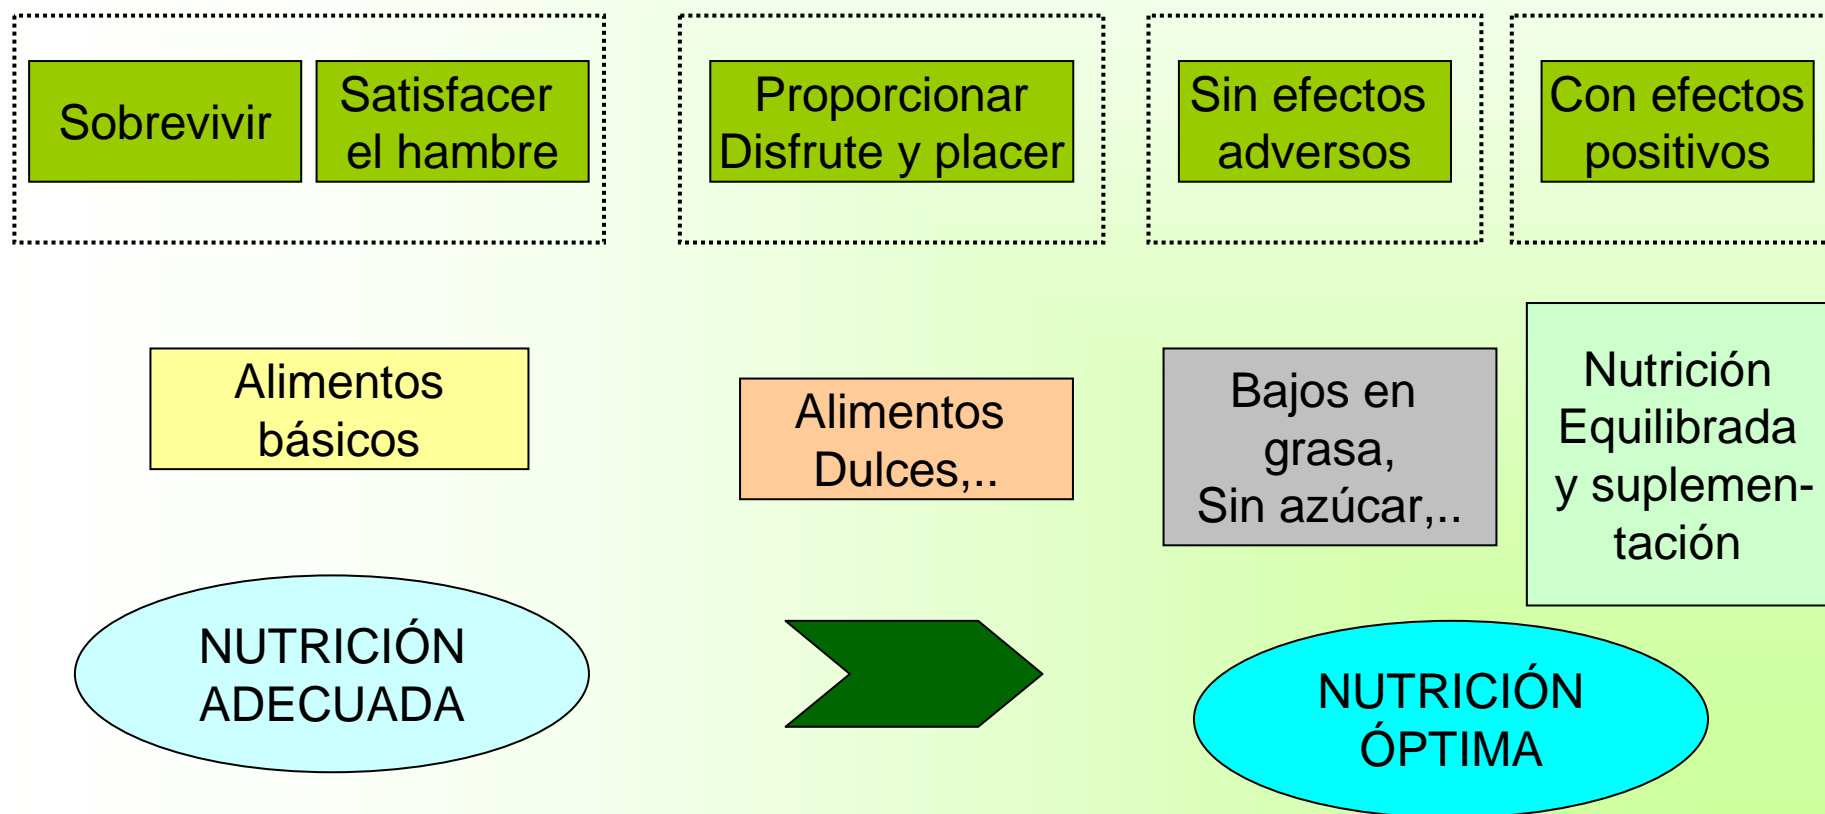 Sobrevivir
Satisfacer
el hambre
Proporcionar
Disfrute y placer
Sin efectos
adversos
Con efectos
positivos
Alimentos
básicos
Alimentos
Dulces,..
Bajos en
grasa,
Sin azúcar,..
Nutrición
Equilibrada
y suplemen-
tación
NUTRICIÓN
ADECUADA
NUTRICIÓN
ÓPTIMA